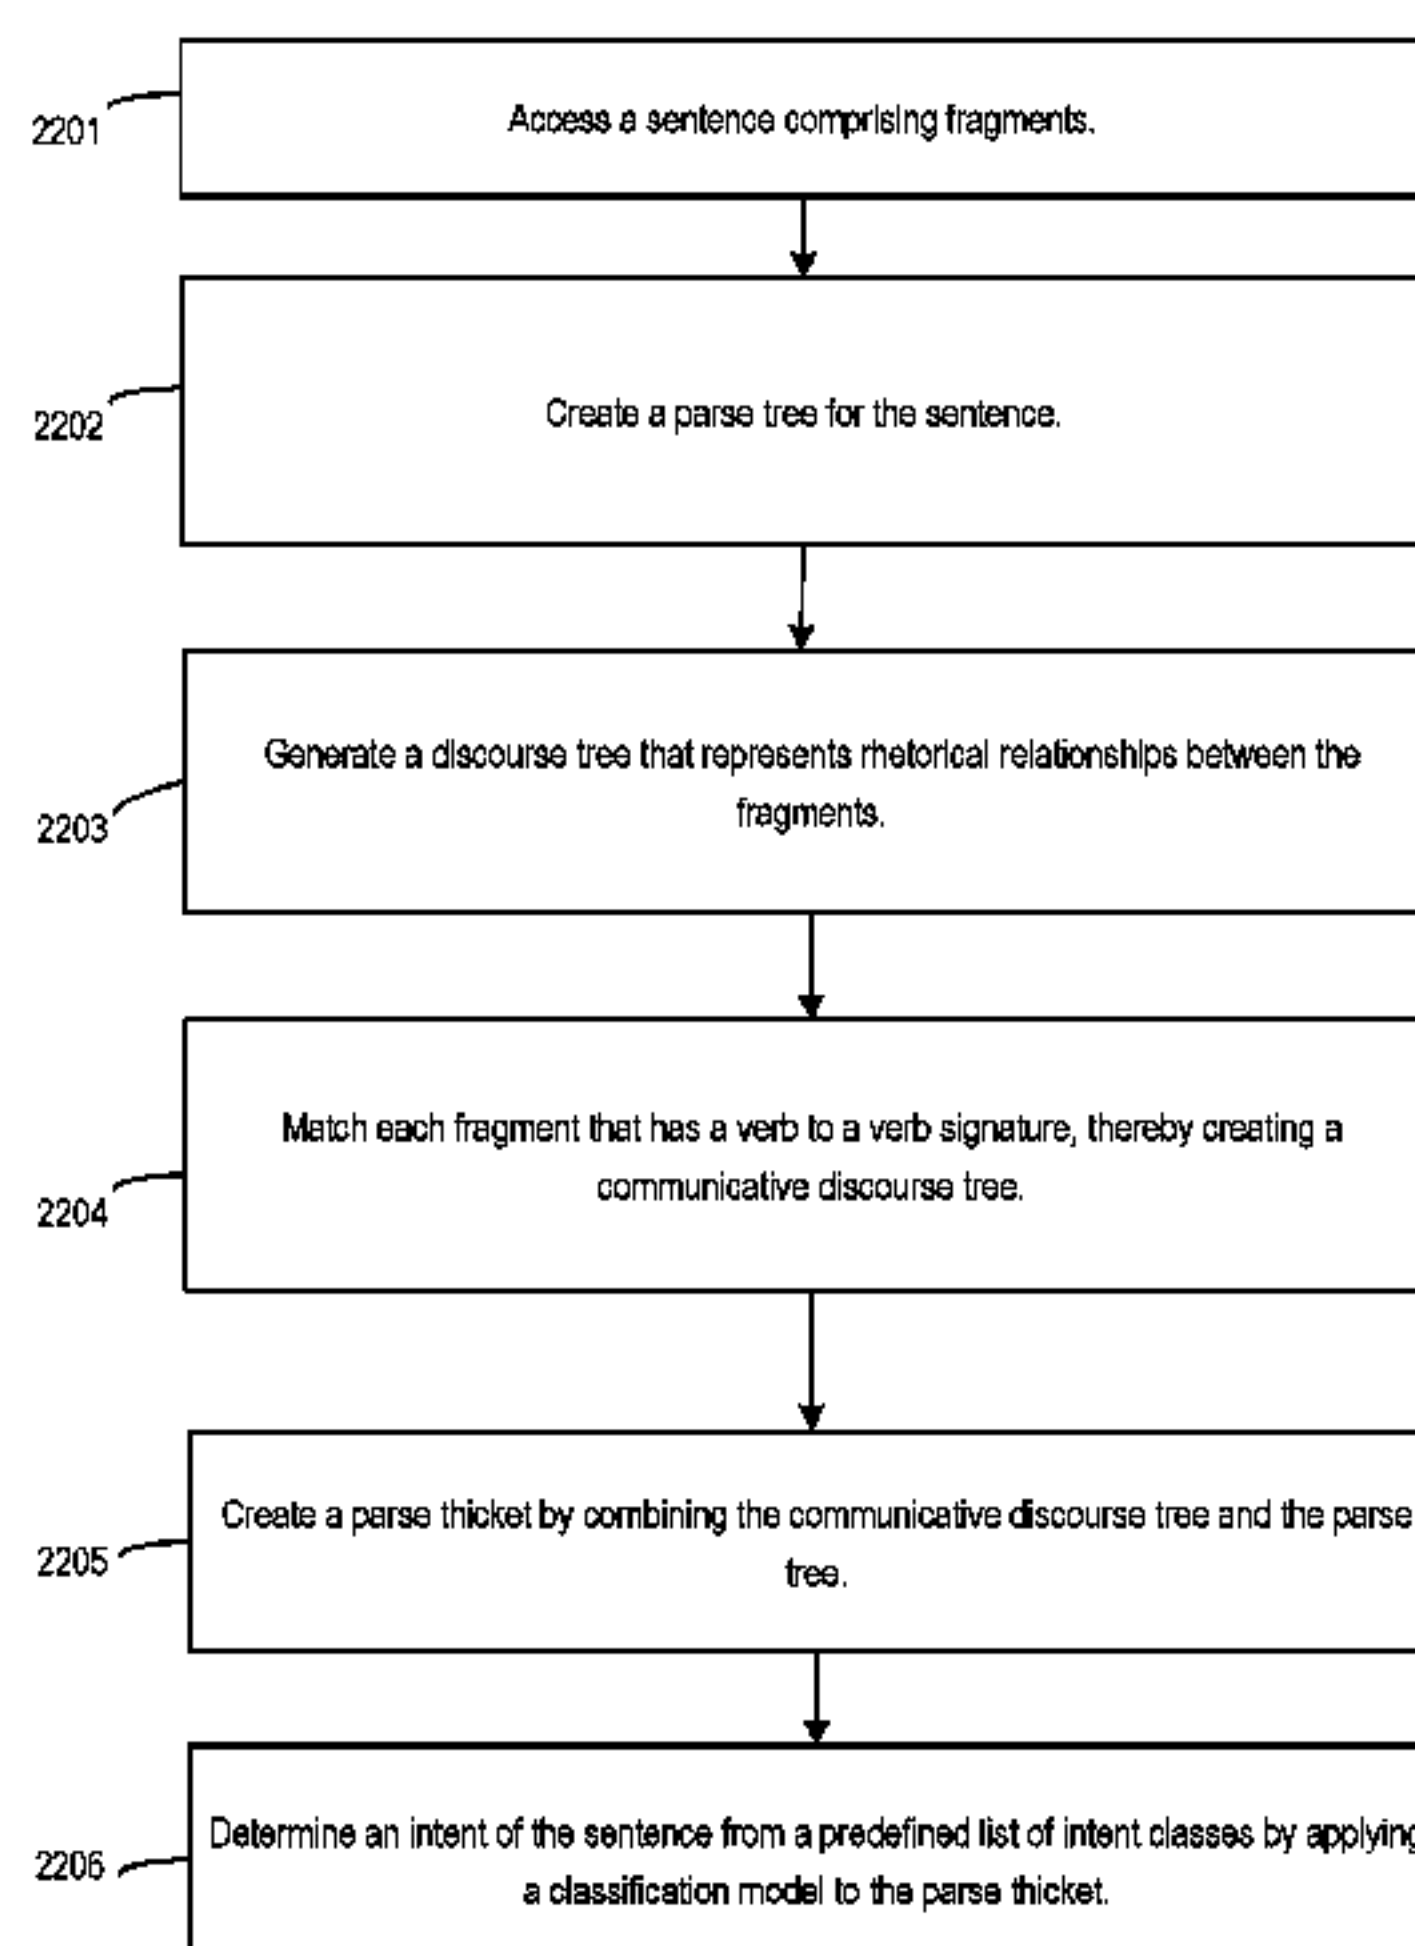 2201
Access a sentence comprising fragments.
2202
Create a parse tree for the sentence.
2203
Generate a discourse tree that represents rhetorical relationships between the
fragments.
2204
Match each fragment that has a verb to a verb signature, thereby creating a
communicative discourse tree.
2205
Create a parse thicket by combining the communicative discourse tree and the parse
tree.
2206
Determine an intent of the sentence from a predefined list of intent classes by applying
a classification model to the parse thicket.